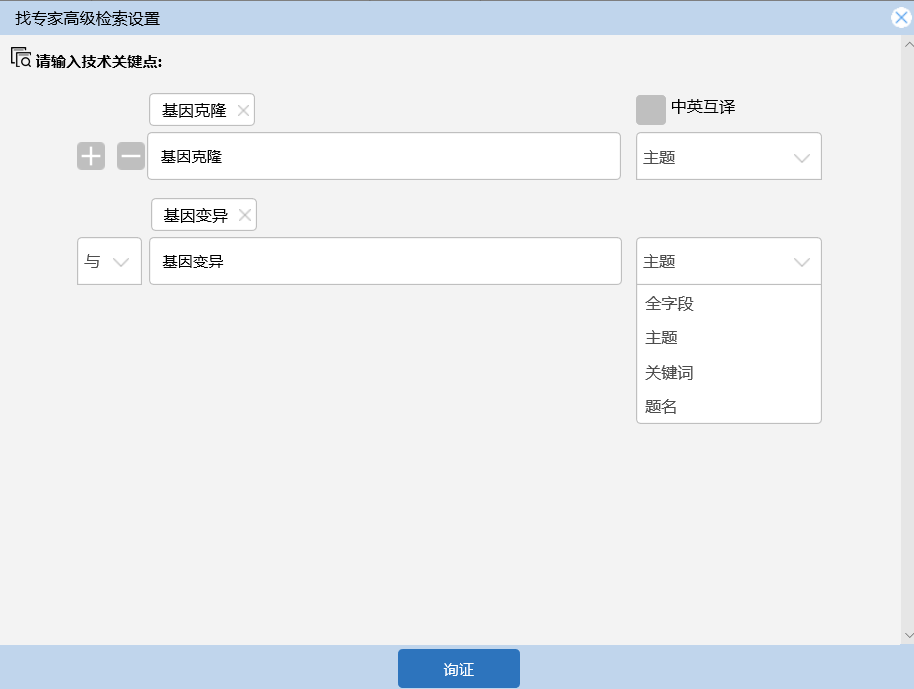 找专家高级检索设置
请输入技术关键点:
基因克隆
中英互译
基因克隆
主题
基因变异
与
基因变异
主题
全字段
主题
关键词
题名
询证